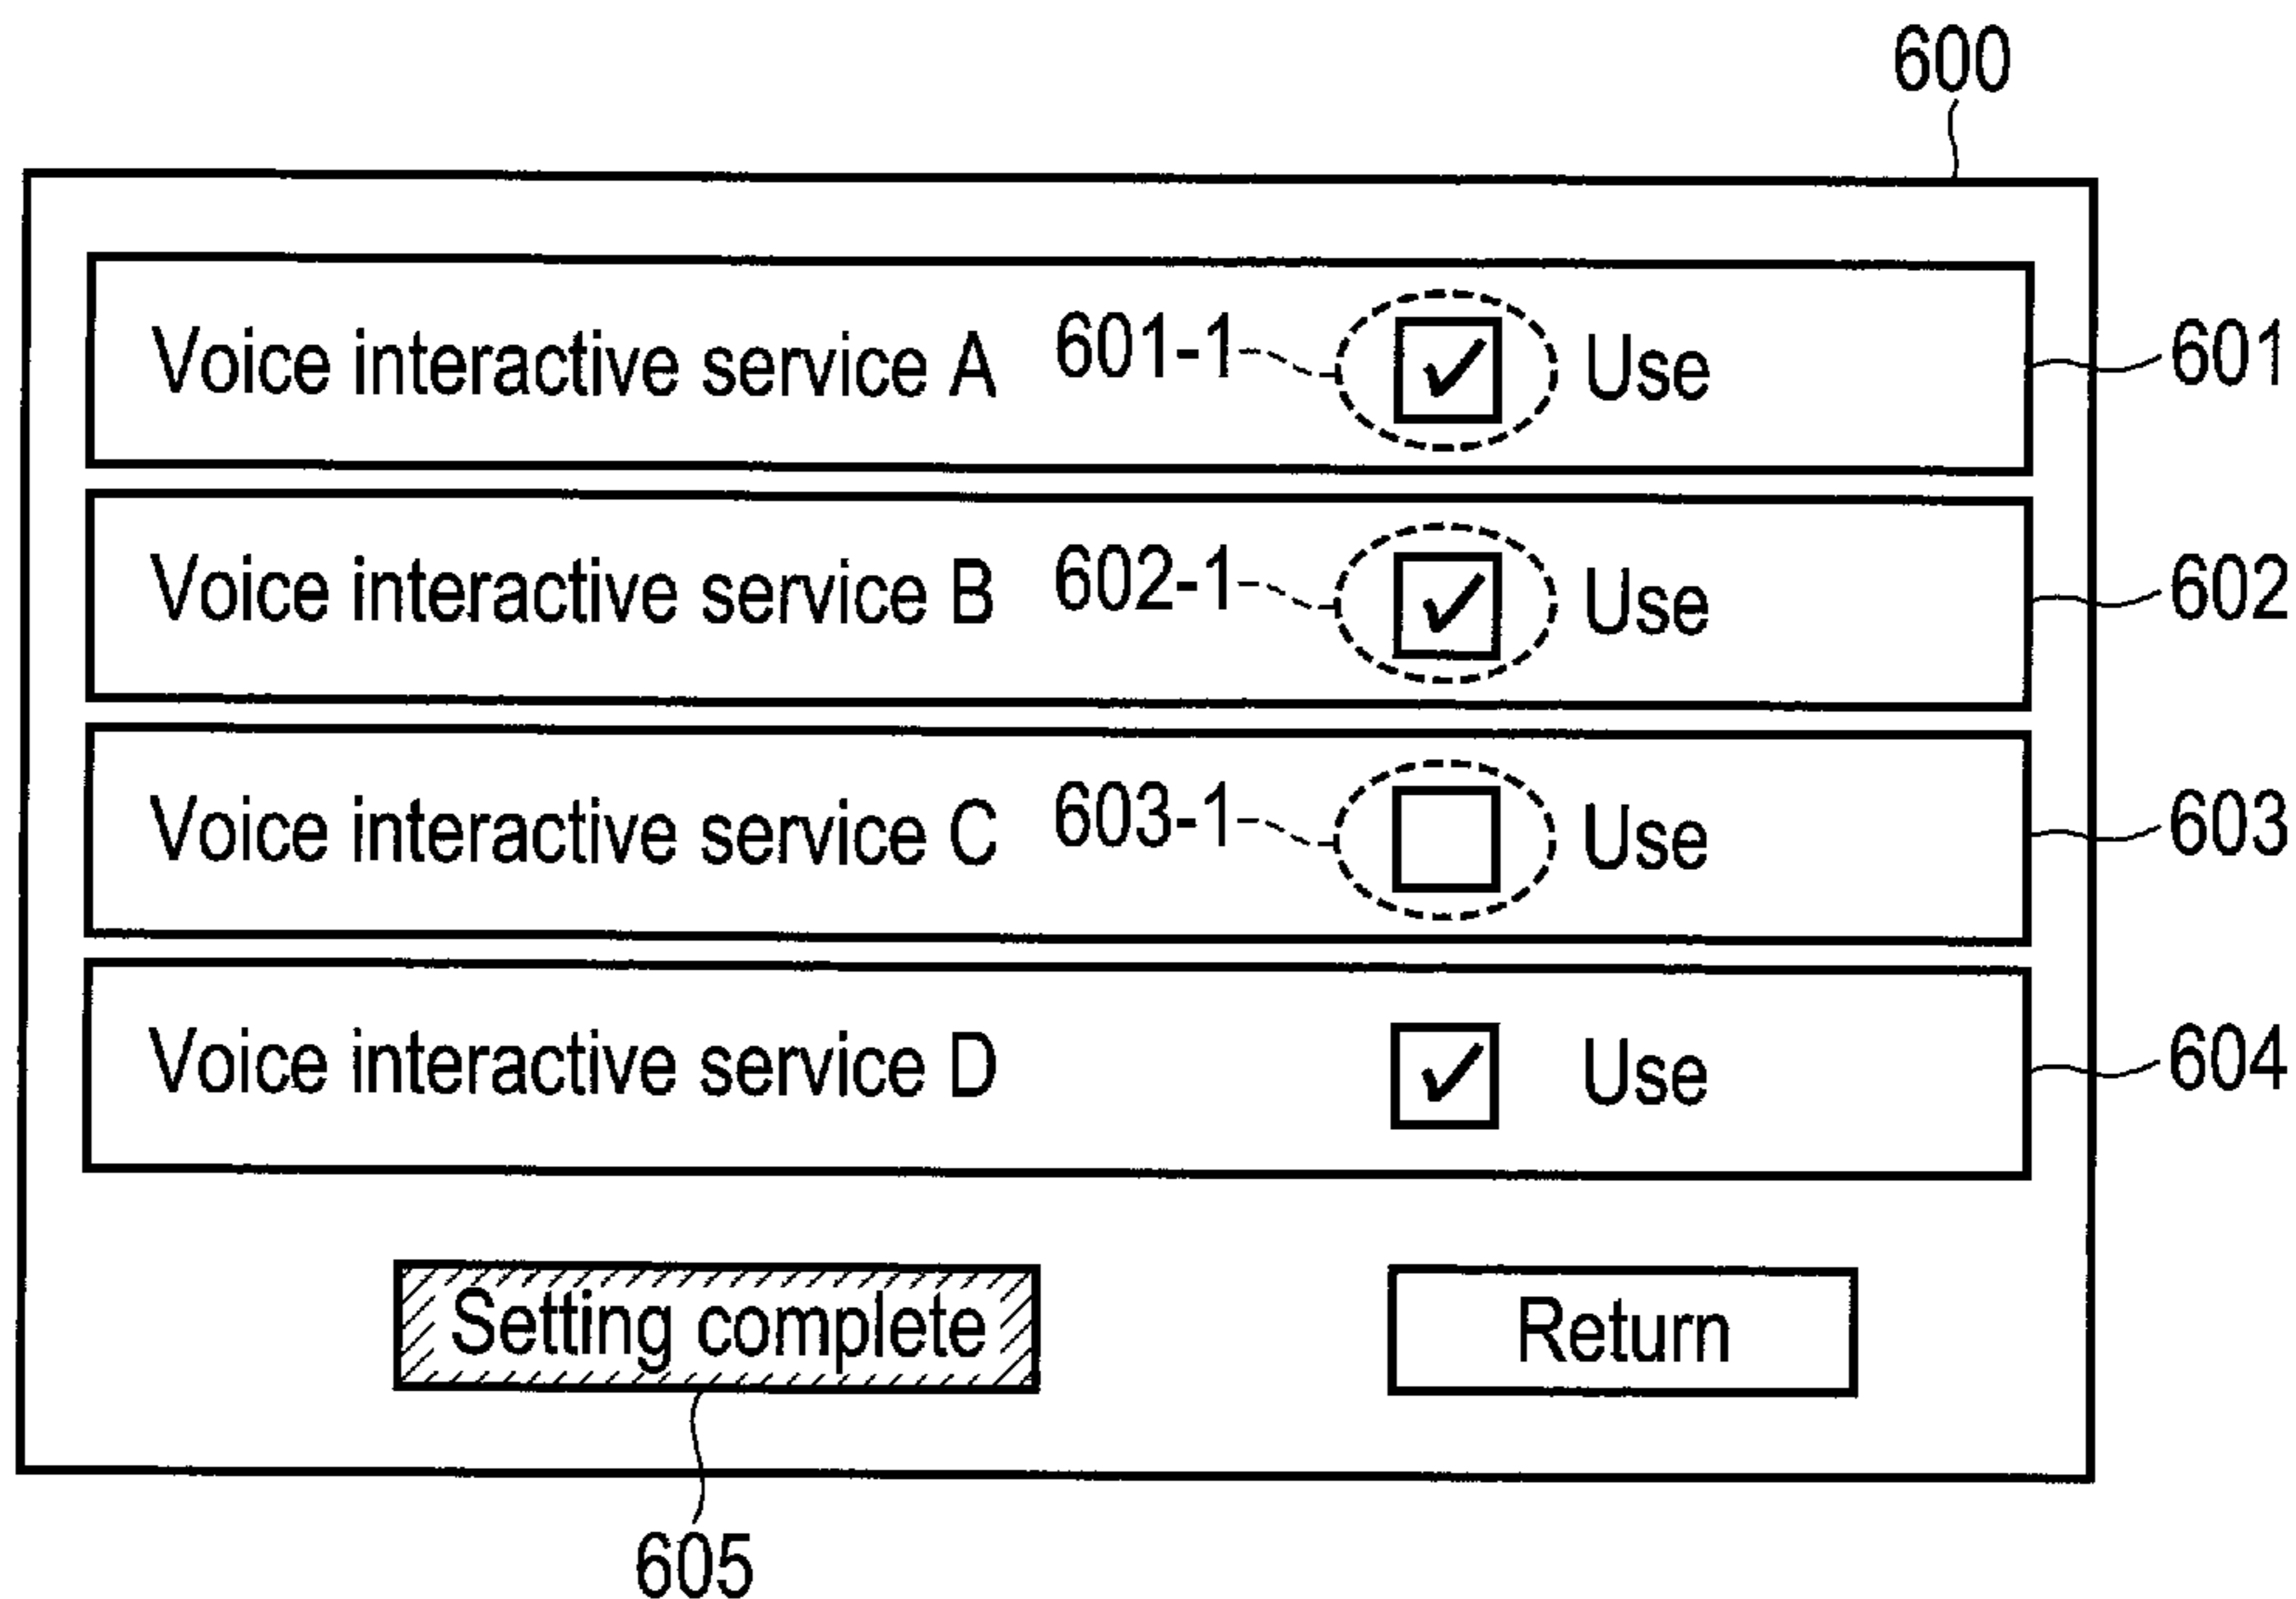 600
Voice interactive service A 601-1 Use 601
Voice interactive service B 602-1 Use 602
Voice interactive service C 603-1 Use 603
Voice interactive service D Use 604
Setting complete Return
605